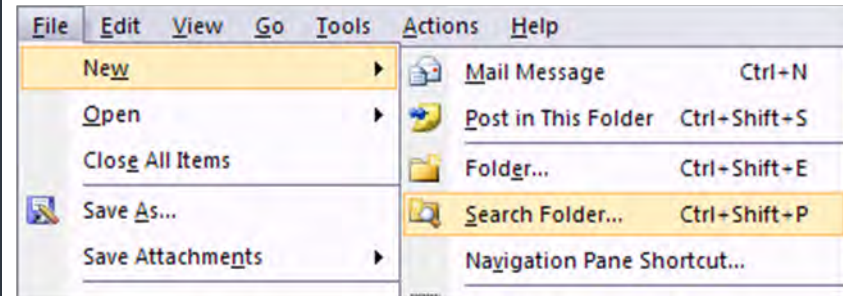 File Edit View Go Tools Actions Help
New
Open
Close All Items
Save As...
Save Attachments
Mail Message Ctrl+N
Post in This Folder Ctrl+Shift+S
Folder... Ctrl+Shift+E
Search Folder... Ctrl+Shift+P
Navigation Pane Shortcut...